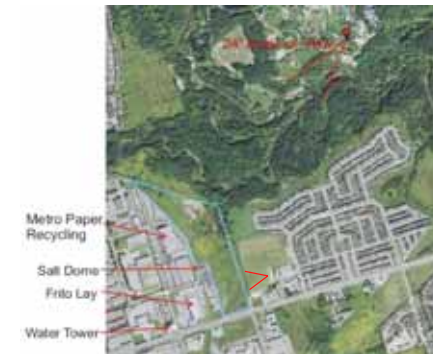 Metro Paper
Recycling
Salt Dome
Frito Lay
Water Tower